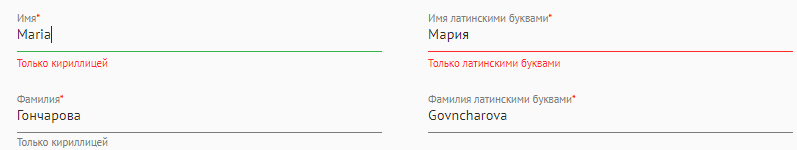 Имя*
Имя латинскими буквами*
Maria
Мария
Только кириллицей
Только латинскими буквами
Фамилия*
Фамилия латинскими буквами*
Гончарова
Govncharova
Только кириллицей